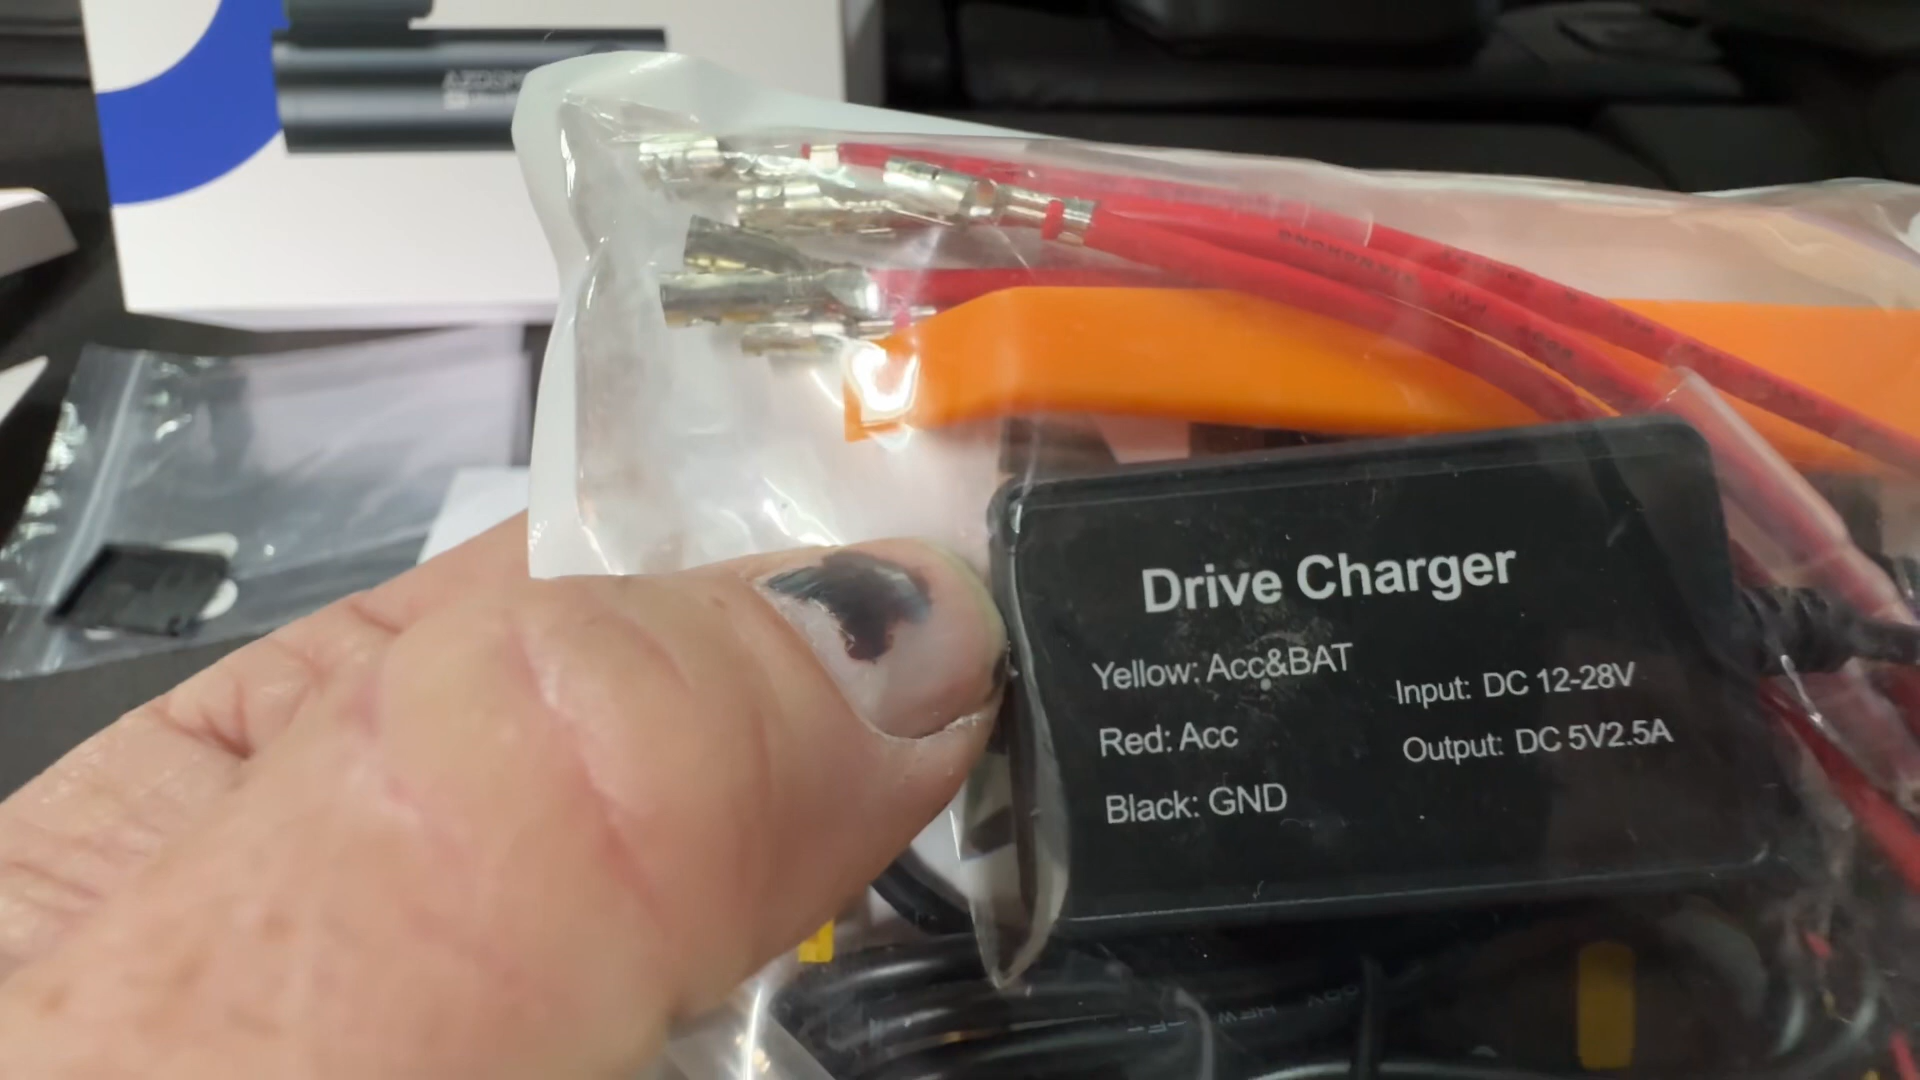 Drive Charger
Yellow: Acc&BAT
Red: Acc
Black: GND
Input: DC 12-28V
Output: DC 5V2.5A